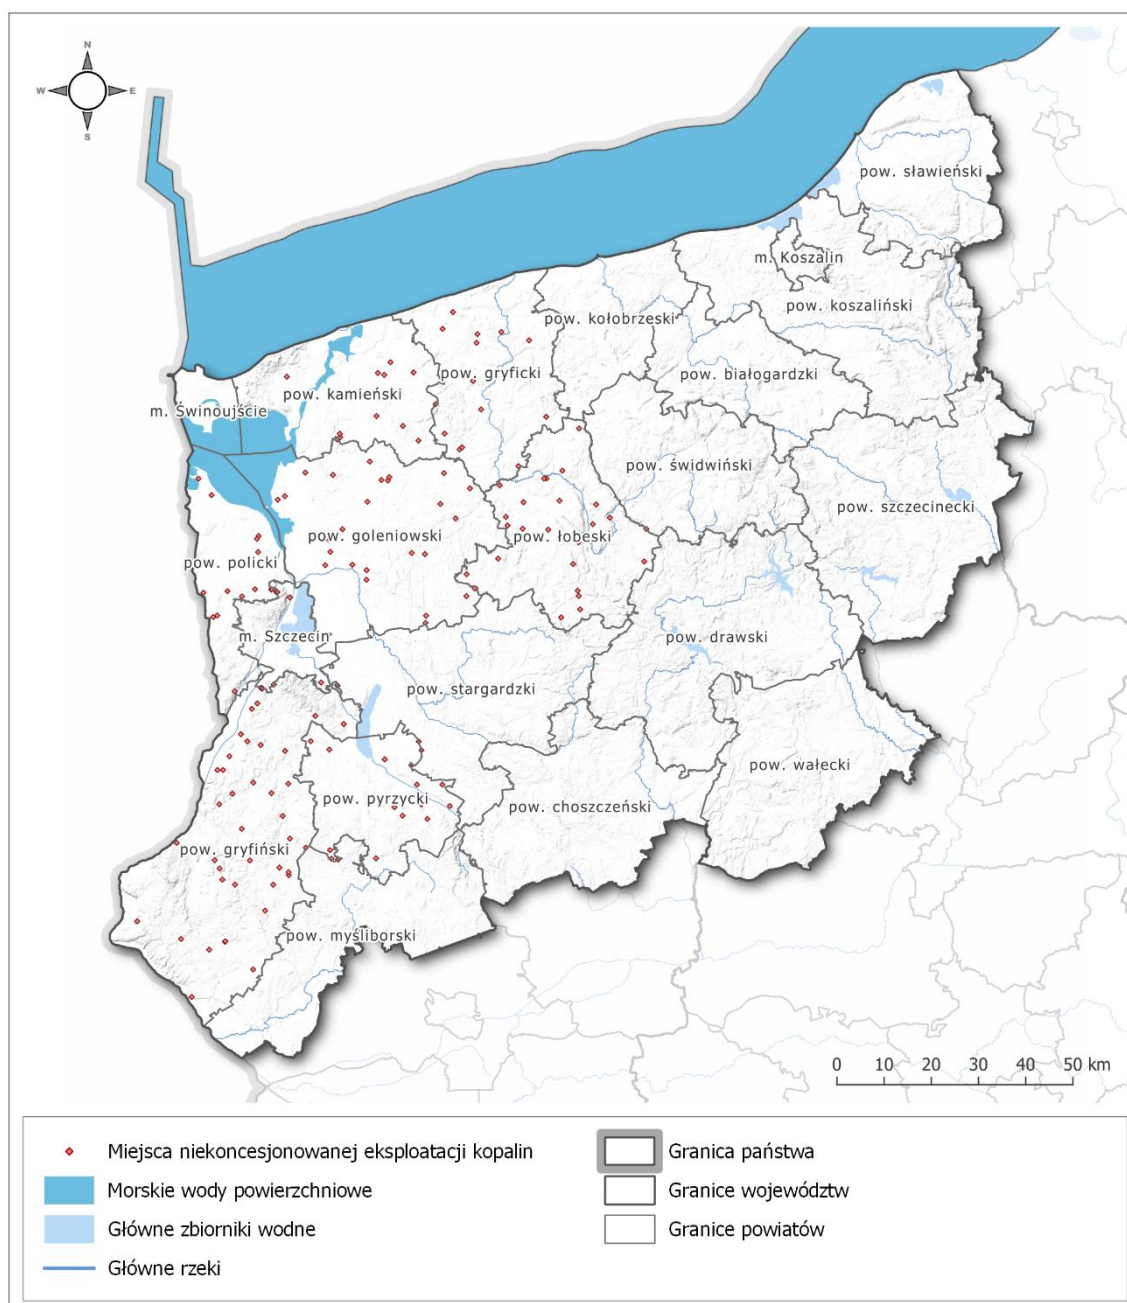 N
W E
S
pow. sławieński
m. Koszalin
pow. koszaliński
pow. kołobrzeski
pow. gryficki
pow. białogardzki
pow. kamieński
m. Świnoujście
pow. świdwiński
pow. szczecinecki
pow. goleniowski
pow. łobeski
pow. policki
m. Szczecin
pow. drawski
pow. stargardzki
pow. wałecki
pow. pyrzycki
pow. choszczeński
pow. gryfiński
pow. myśliborski
0 10 20 30 40 50 km
Miejsca niekoncesjonowanej eksploatacji kopalin
Morskie wody powierzchniowe
Główne zbiorniki wodne
Główne rzeki
Granica państwa
Granice województw
Granice powiatów